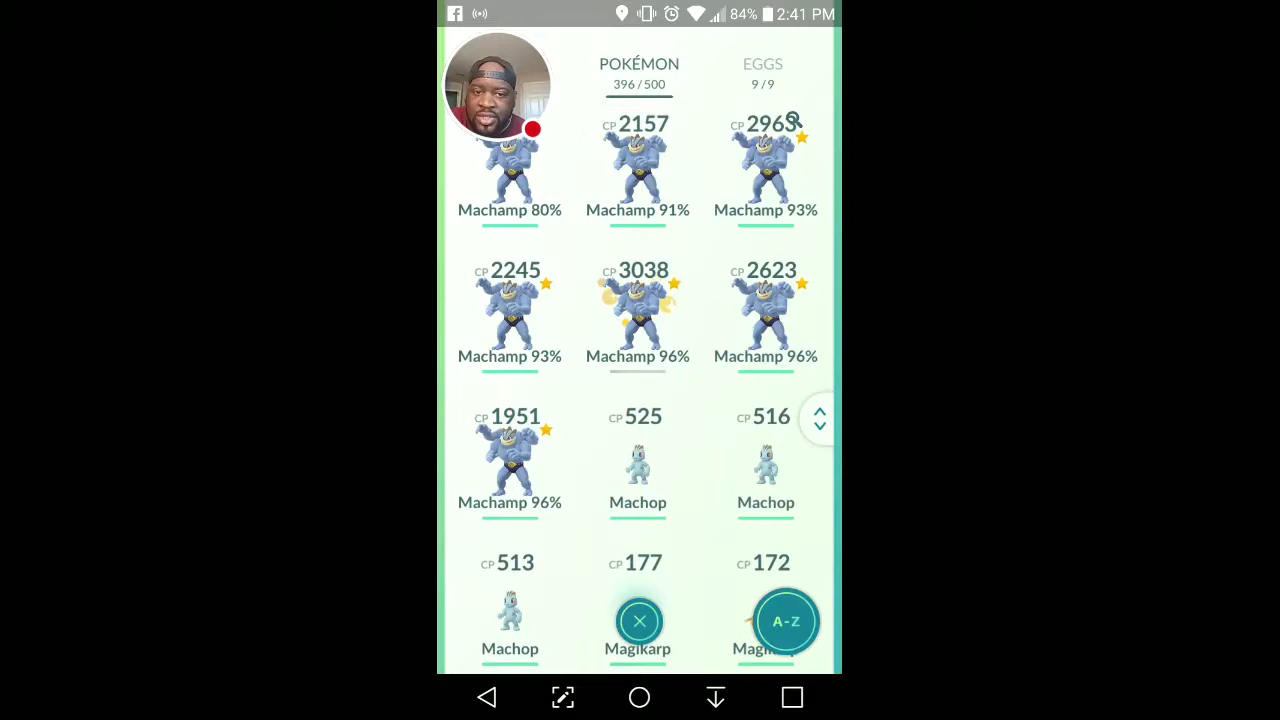 84% 2:41 PM
POKÉMON EGGS
396 / 500 9 / 9
CP 2157 CP 2963
Machamp 80% Machamp 91% Machamp 93%
CP 2245 CP 3038 CP 2623
Machamp 93% Machamp 96% Machamp 96%
CP 1951 CP 525 CP 516
Machamp 96% Machop Machop
CP 513 CP 177 CP 172
A-Z
Machop Magikarp